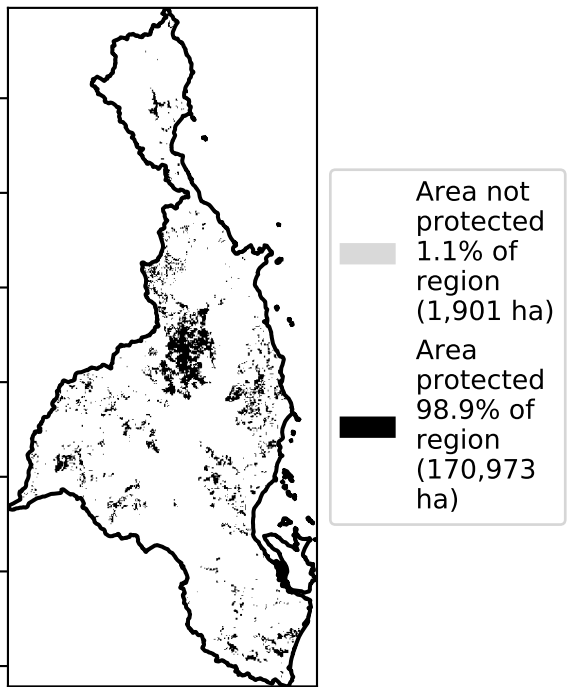 Area not
protected
1.1% of
region
(1,901 ha)
Area
protected
98.9% of
region
(170,973
ha)